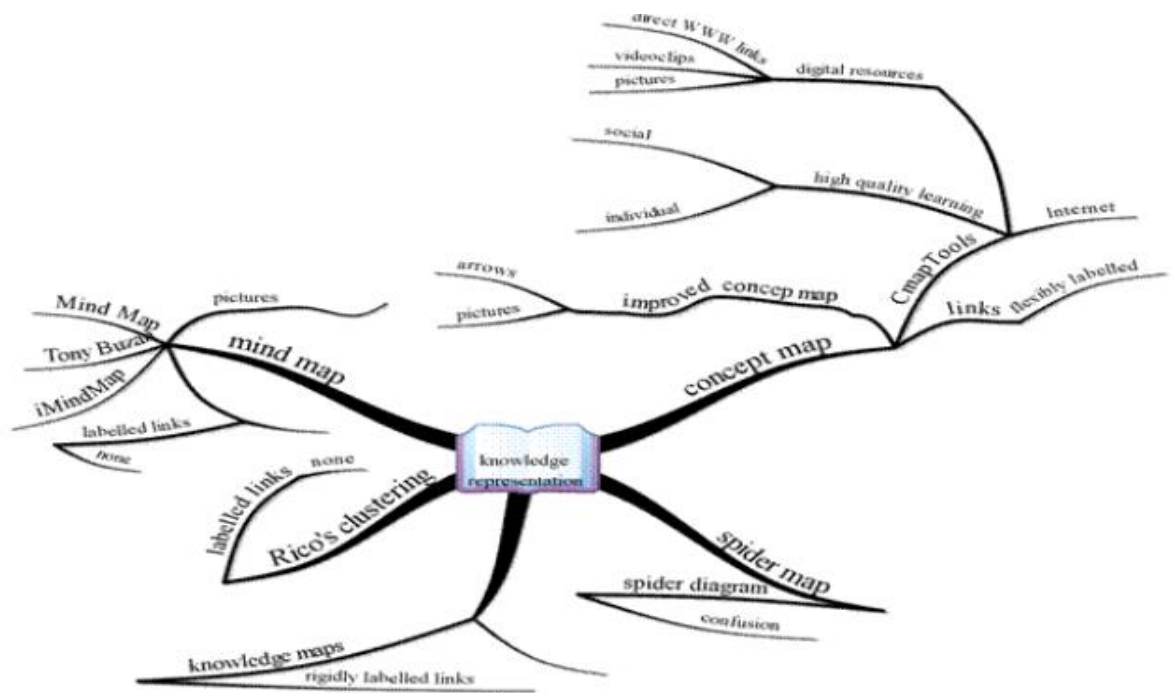 direct WWW links
videoclips
pictures
digital resources
social
individual
high quality learning
Internet
CmapTools
links
flexibly labelled
arrows
pictures
improved concep map
concept map
Mind Map
Tony Buzan
iMindMap
pictures
mind map
labelled links
none
knowledge
representation
labelled links
none
Rico's clustering
spider map
spider diagram
confusion
knowledge maps
rigidly labelled links